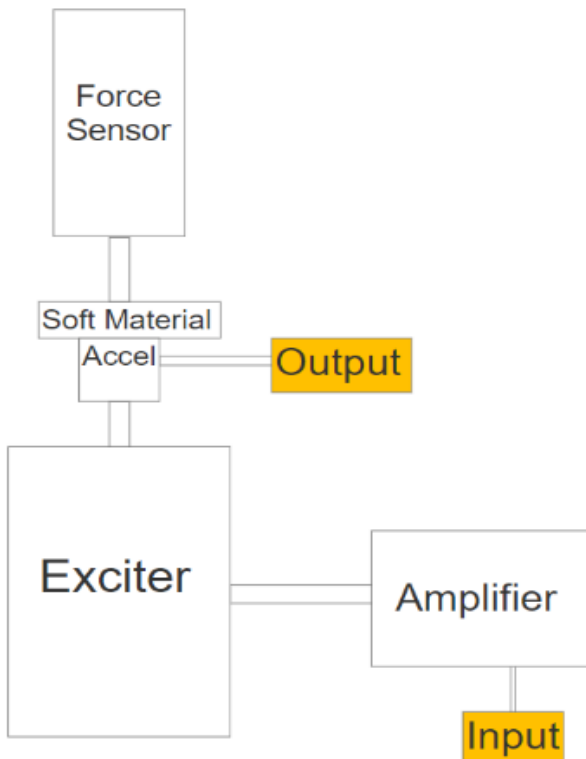 Force
Sensor
Soft Material
Accel
Output
Exciter
Amplifier
Input